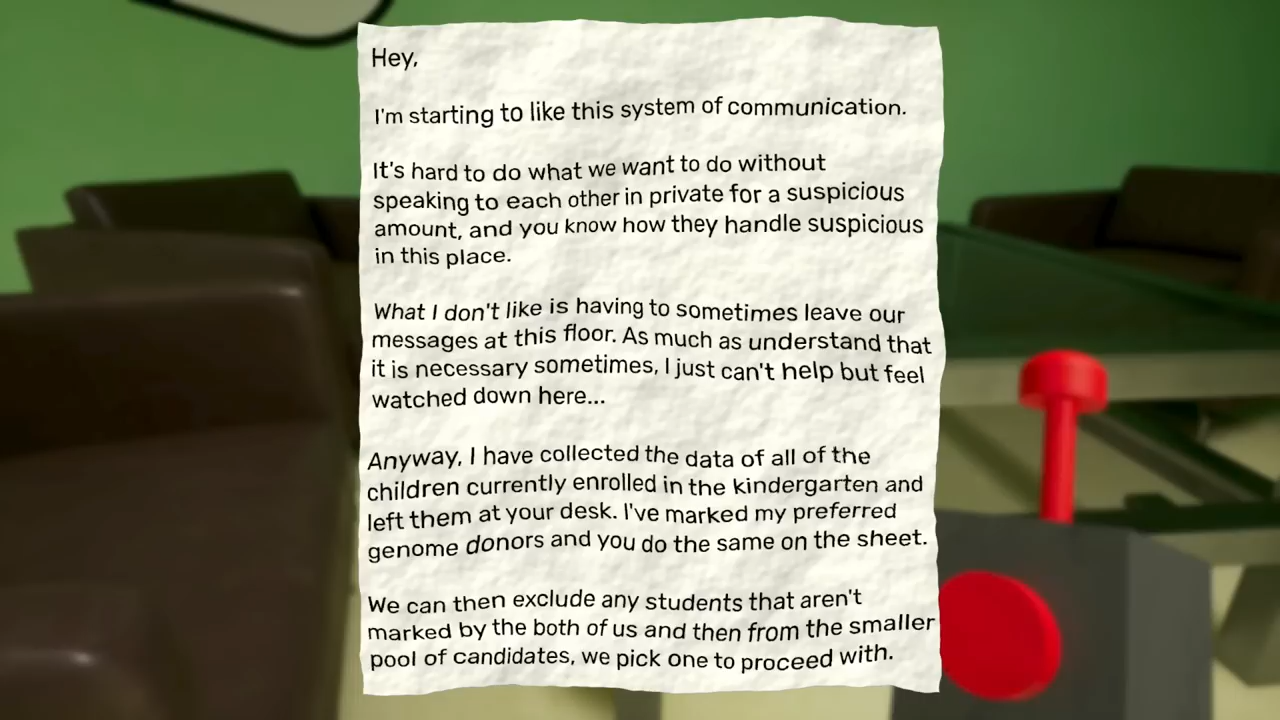 Hey,
I'm starting to like this system of communication.
It's hard to do what we want to do without
speaking to each other in private for a suspicious
amount, and you know how they handle suspicious
in this place.
What I don't like is having to sometimes leave our
messages at this floor. As much as understand that
it is necessary sometimes, I just can't help but feel
watched down here...
Anyway, I have collected the data of all of the
children currently enrolled in the kindergarten and
left them at your desk. I've marked my preferred
genome donors and you do the same on the sheet.
We can then exclude any students that aren't
marked by the both of us and then from the smaller
pool of candidates, we pick one to proceed with.